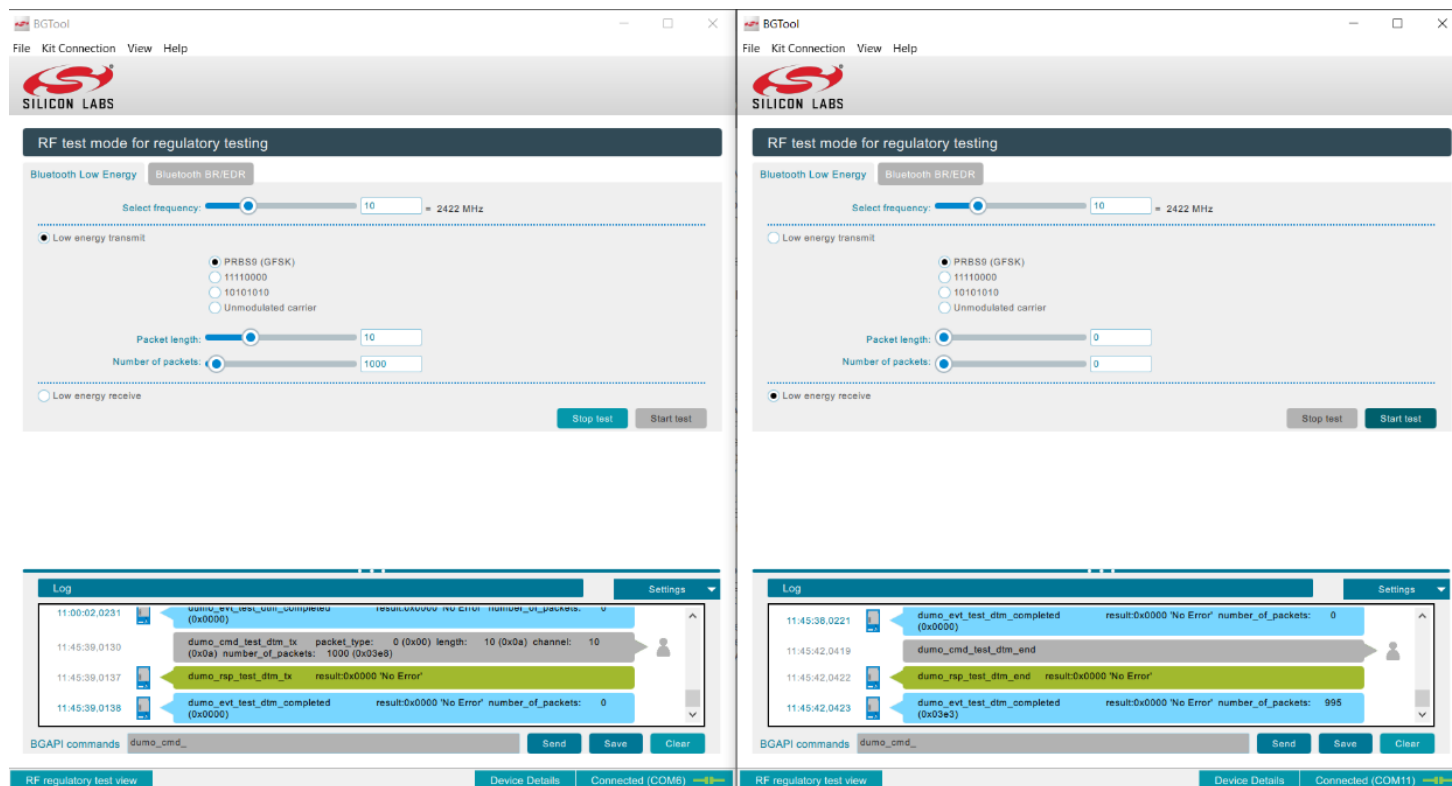 BGTool
File Kit Connection View Help
SILICON LABS
RF test mode for regulatory testing
Bluetooth Low Energy Bluetooth BR/EDR
Select frequency: 10 = 2422 MHz
Low energy transmit
PRBS9 (GFSK)
11110000
10101010
Unmodulated carrier
Packet length: 10
Number of packets: 1000
Low energy receive
Stop test Start test
Log Settings
11:00:02,0231 dumo_evt_test_dtm_completed result:0x0000 'No Error' number_of_packets: 0
(0x0000)
11:45:39,0130 dumo_cmd_test_dtm_tx packet_type: 0 (0x00) length: 10 (0x0a) channel: 10
(0x0a) number_of_packets: 1000 (0x03e8)
11:45:39,0137 dumo_rsp_test_dtm_tx result:0x0000 'No Error'
11:45:39,0138 dumo_evt_test_dtm_completed result:0x0000 'No Error' number_of_packets: 0
(0x0000)
BGAPI commands dumo_cmd_ Send Save Clear
RF regulatory test view Device Details Connected (COM6)
BGTool
File Kit Connection View Help
SILICON LABS
RF test mode for regulatory testing
Bluetooth Low Energy Bluetooth BR/EDR
Select frequency: 10 = 2422 MHz
Low energy transmit
PRBS9 (GFSK)
11110000
10101010
Unmodulated carrier
Packet length: 0
Number of packets: 0
Low energy receive
Stop test Start test
Log Settings
11:45:38,0221 dumo_evt_test_dtm_completed result:0x0000 'No Error' number_of_packets: 0
(0x0000)
11:45:42,0419 dumo_cmd_test_dtm_end
11:45:42,0422 dumo_rsp_test_dtm_end result:0x0000 'No Error'
11:45:42,0423 dumo_evt_test_dtm_completed result:0x0000 'No Error' number_of_packets: 995
(0x03e3)
BGAPI commands dumo_cmd_ Send Save Clear
RF regulatory test view Device Details Connected (COM11)